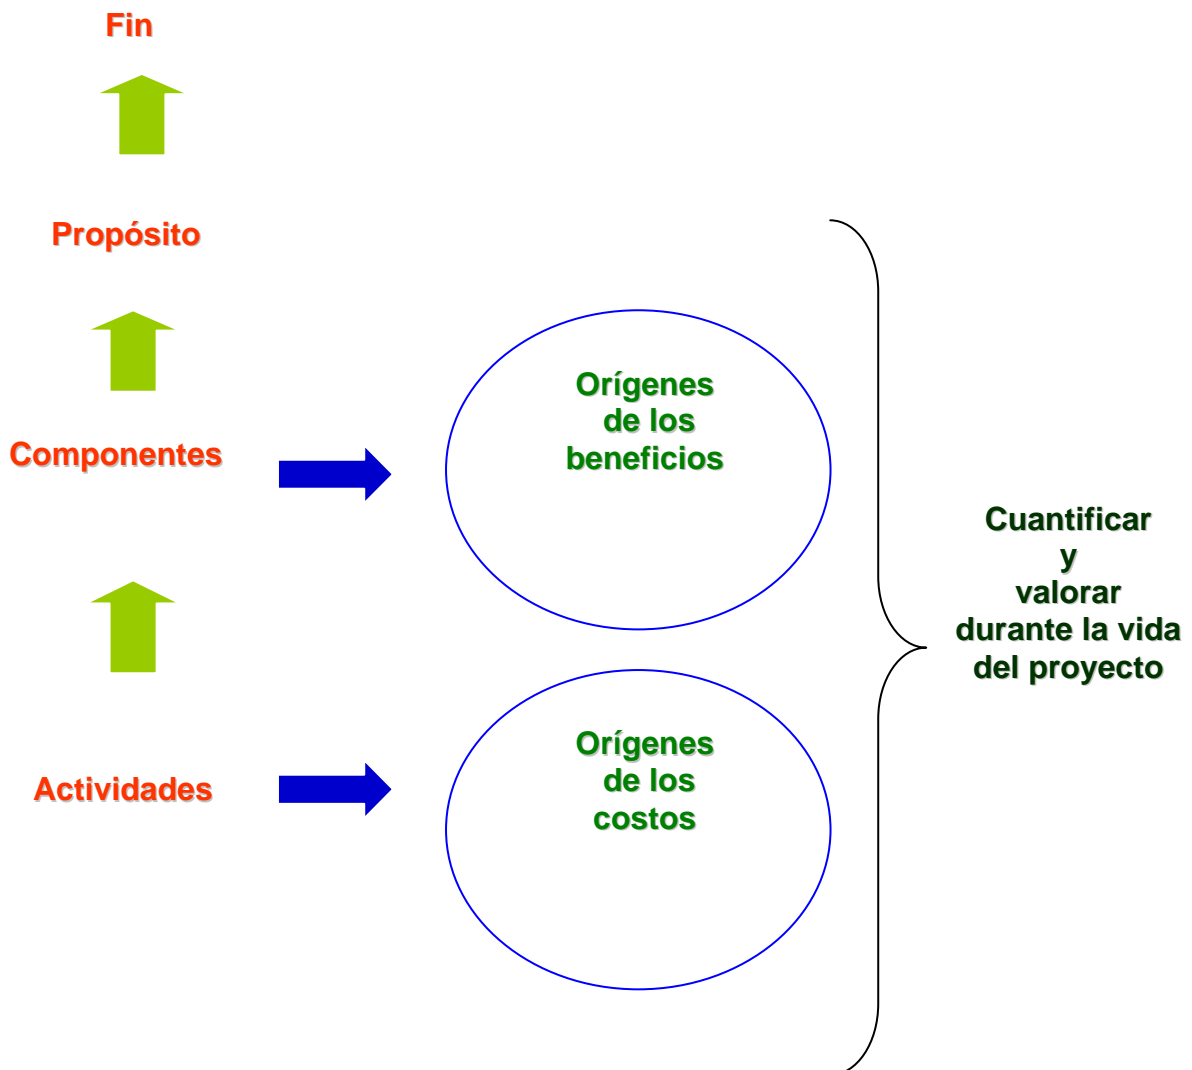 Fin
Propósito
Componentes
Actividades
Orígenes
de los
beneficios
Orígenes
de los
costos
Cuantificar
y
valorar
durante la vida
del proyecto